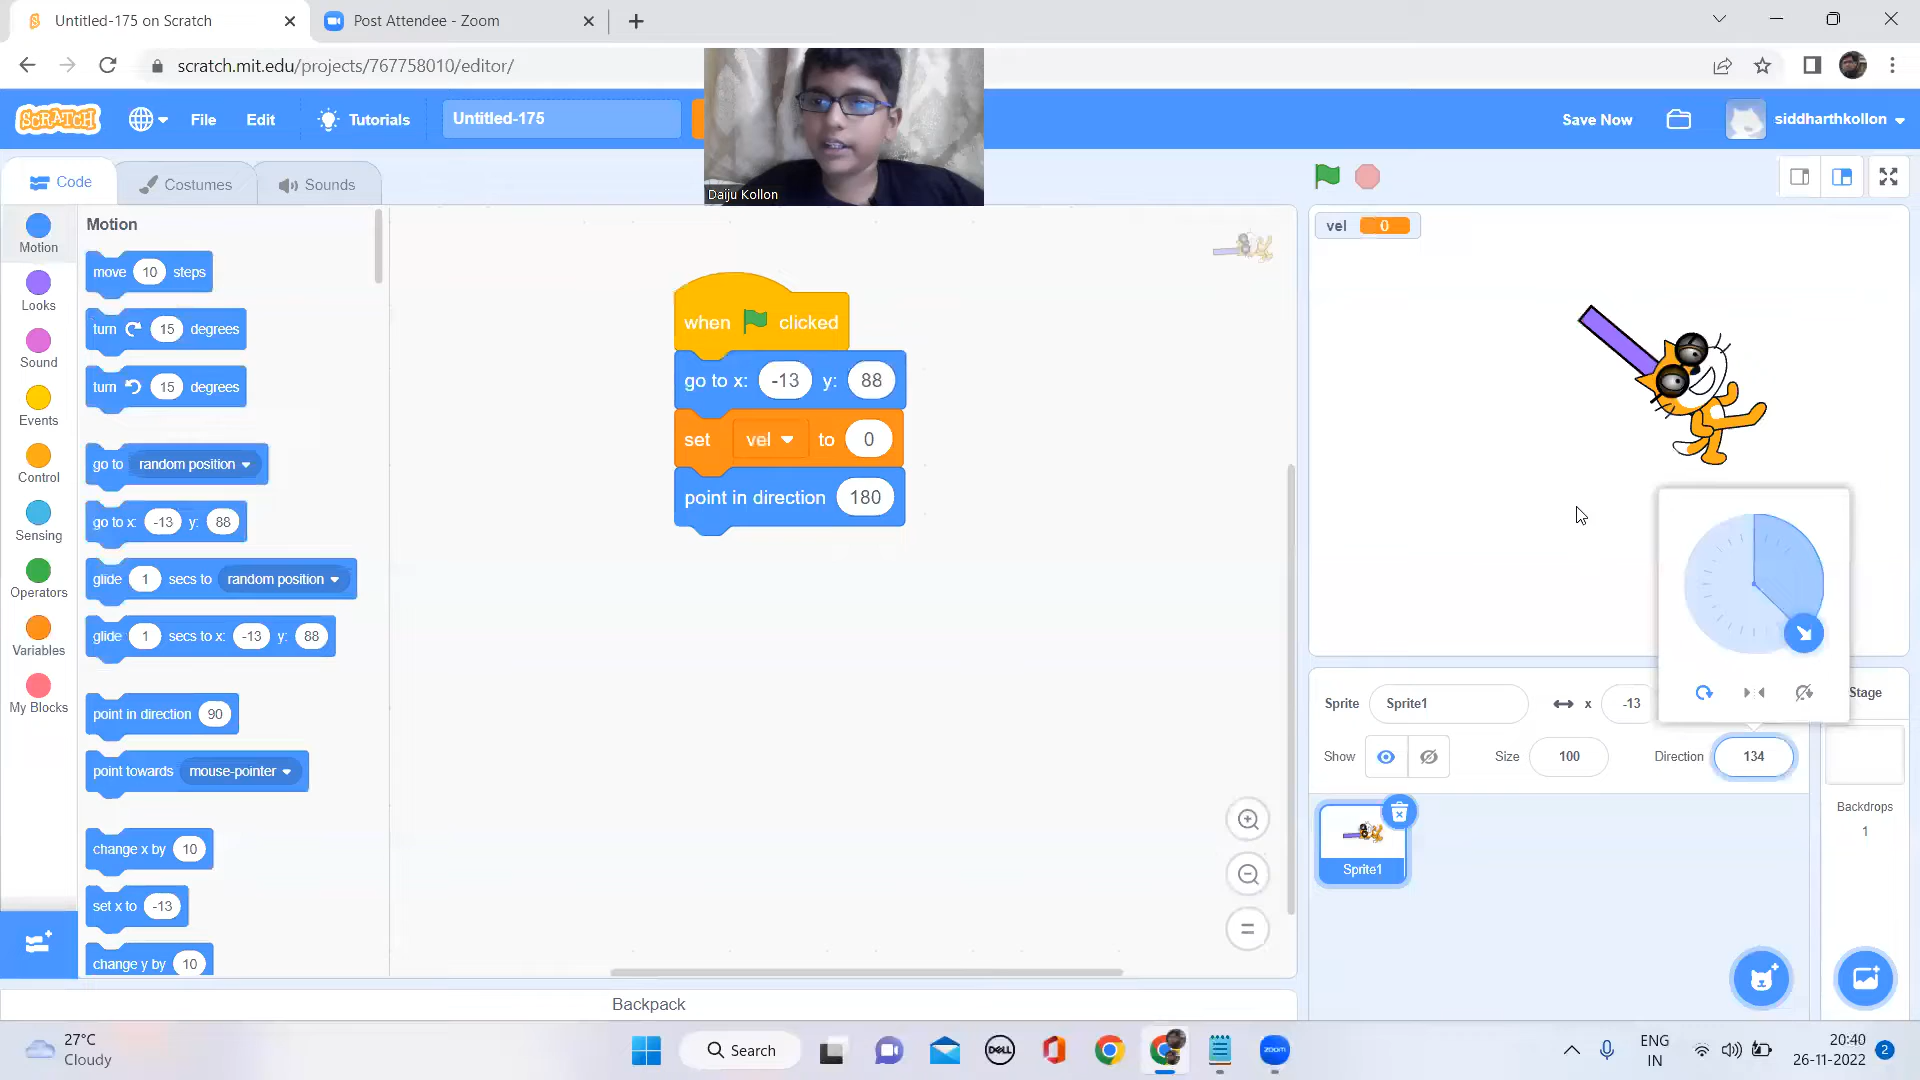 Untitled-175 on Scratch
Post Attendee - Zoom
scratch.mit.edu/projects/767758010/editor/
SCRATCH
File
Edit
Tutorials
Untitled-175
Save Now
siddharthkollon
Daiju Kollon
Code
Costumes
Sounds
Motion
Looks
Sound
Events
Control
Sensing
Operators
Variables
My Blocks
Motion
move 10 steps
turn 15 degrees
turn 15 degrees
go to random position
go to x: -13 y: 88
glide 1 secs to random position
glide 1 secs to x: -13 y: 88
point in direction 90
point towards mouse-pointer
change x by 10
set x to -13
change y by 10
when clicked
go to x: -13 y: 88
set vel to 0
point in direction 180
vel 0
Sprite Sprite1 x -13
Show Size 100 Direction 134
Sprite1
Stage
Backdrops
1
Backpack
27°C
Cloudy
Search
DELL
zoom
ENG
IN
20:40
26-11-2022
2